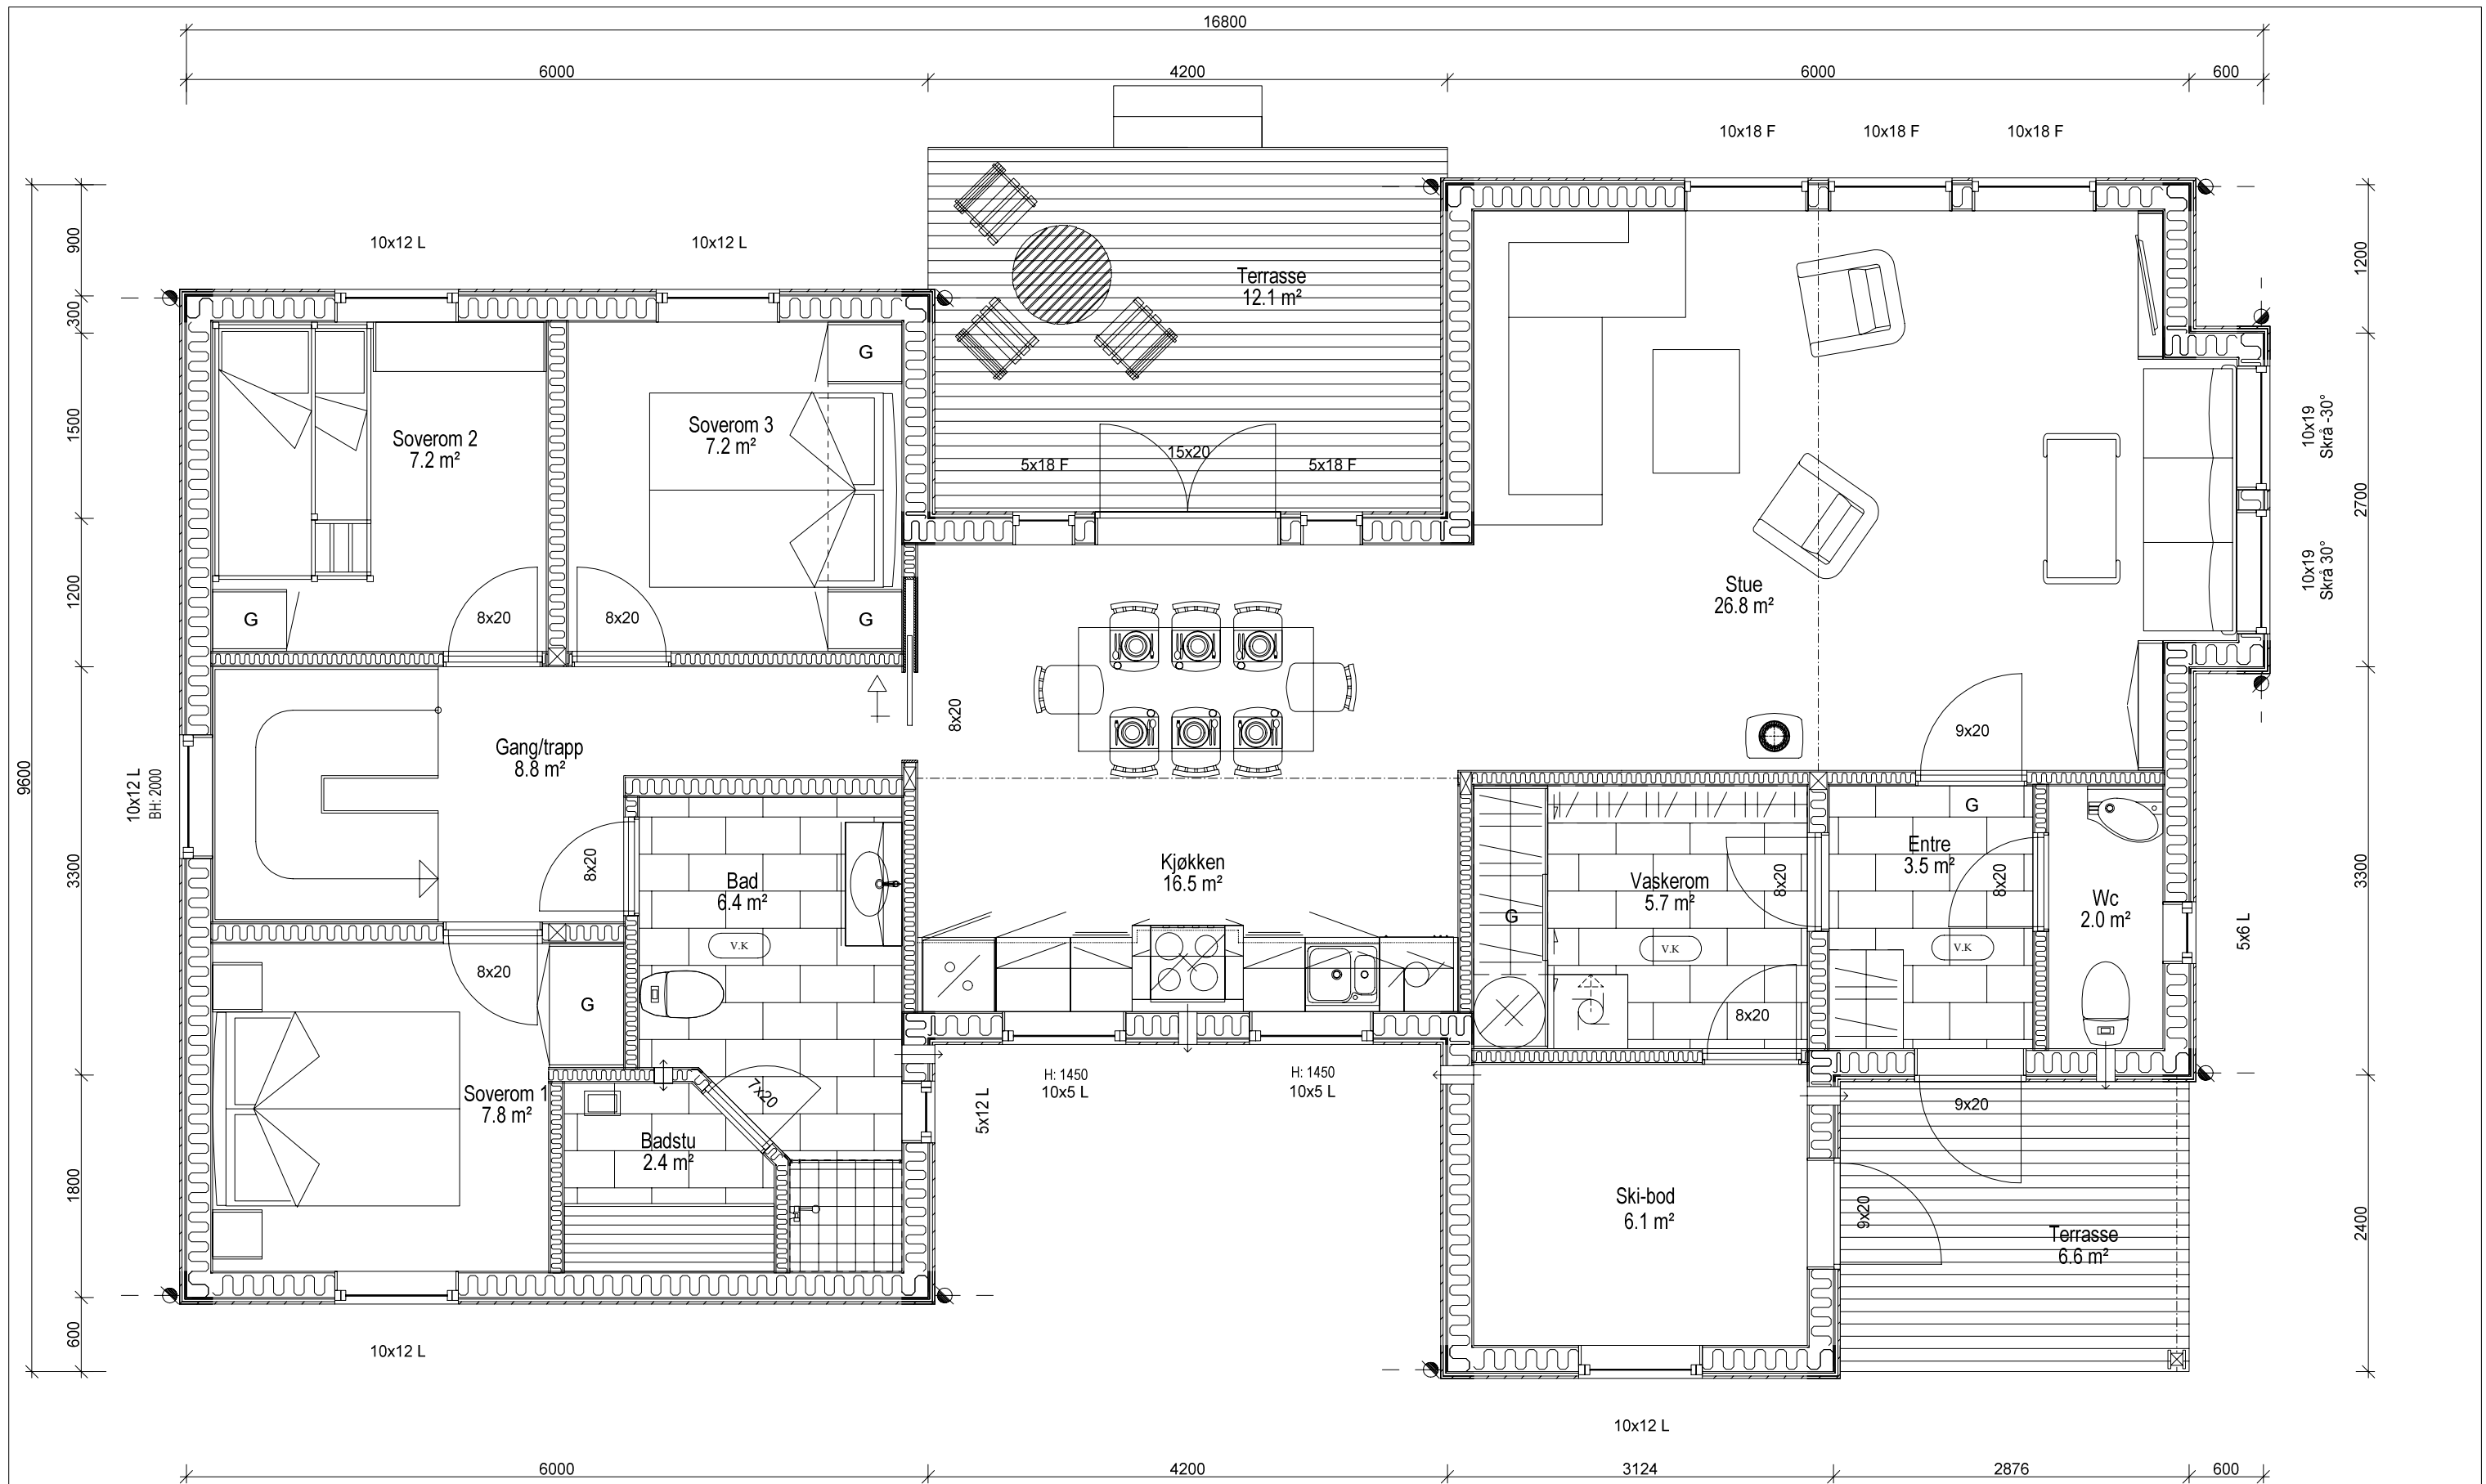 16800
6000
4200
6000
600
10x18 F
10x18 F
10x18 F
10x12 L
10x12 L
900
300
1500
1200
3300
1800
600
9600
1200
2700
3300
2400
Terrasse
12.1 m²
5x18 F
15x20
5x18 F
G
Soverom 2
7.2 m²
Soverom 3
7.2 m²
G
8x20
8x20
G
10x19
Skrå -30°
10x19
Skrå 30°
Stue
26.8 m²
8x20
9x20
Gang/trapp
8.8 m²
10x12 L
BH: 2000
8x20
Bad
6.4 m²
V.K
Kjøkken
16.5 m²
G
Vaskerom
5.7 m²
8x20
V.K
8x20
G
Entre
3.5 m²
8x20
V.K
Wc
2.0 m²
5x6 L
8x20
G
Soverom 1
7.8 m²
7x20
Badstu
2.4 m²
5x12 L
H: 1450
10x5 L
H: 1450
10x5 L
9x20
Ski-bod
6.1 m²
9x20
Terrasse
6.6 m²
10x12 L
10x12 L
6000
4200
3124
2876
600